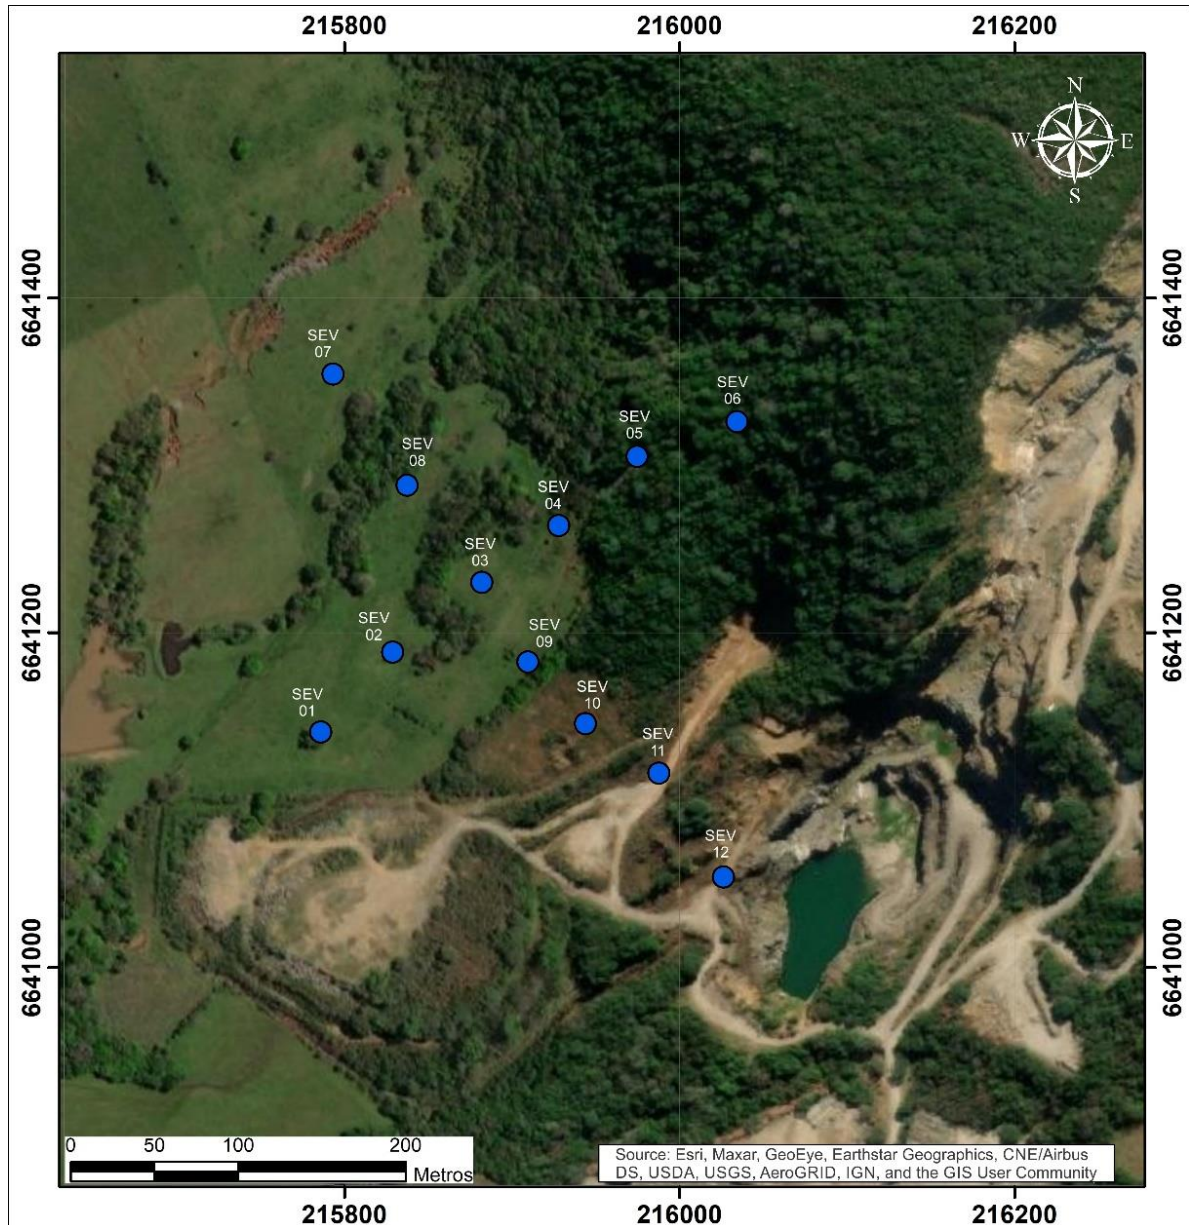 215800
216000
216200
N
W
E
S
6641400
6641400
SEV
07
SEV
06
SEV
05
SEV
08
SEV
04
SEV
03
6641200
6641200
SEV
02
SEV
09
SEV
01
SEV
10
SEV
11
SEV
12
6641000
6641000
0
50
100
200
Metros
Source: Esri, Maxar, GeoEye, Earthstar Geographics, CNE/Airbus
DS, USDA, USGS, AeroGRID, IGN, and the GIS User Community
215800
216000
216200